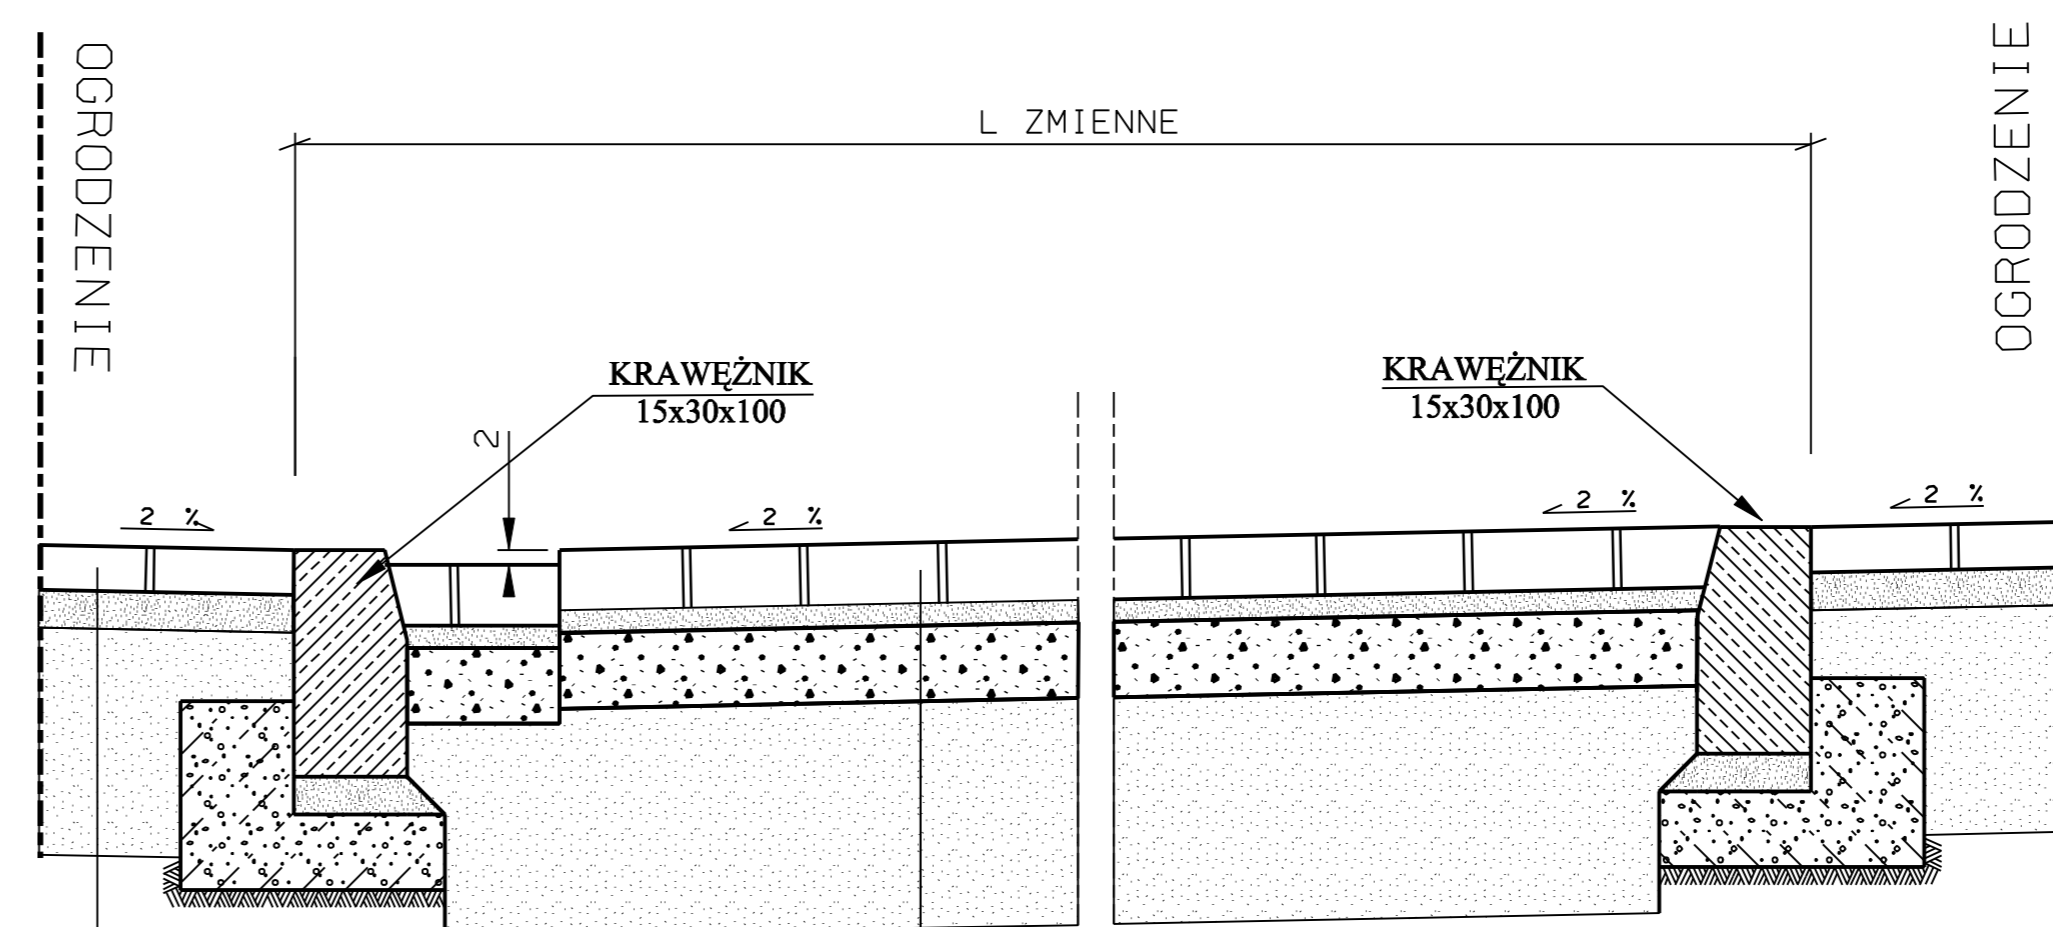 OGRODZENIE
OGRODZENIE
L ZMIENNE
KRAWĘŻNIK
15x30x100
KRAWĘŻNIK
15x30x100
2
2 %
2 %
2 %
2 %